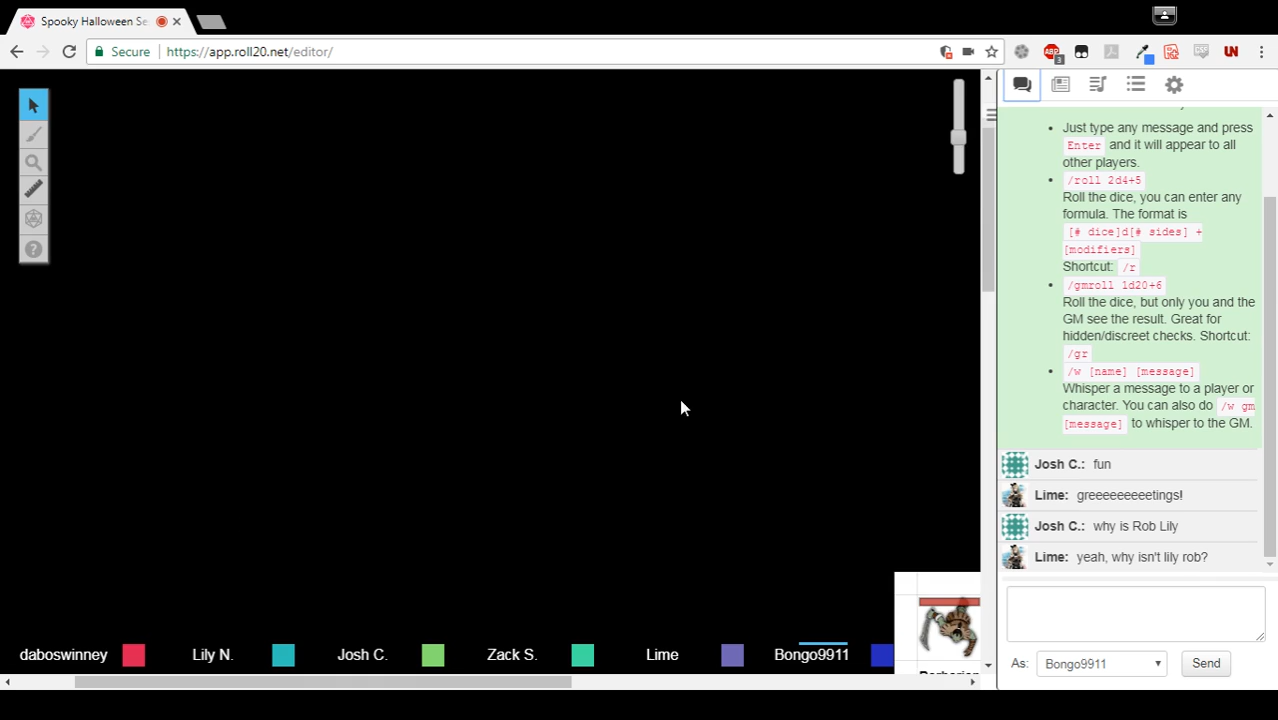 Spooky Halloween Se
Secure https://app.roll20.net/editor/
ABP
3
UN
Just type any message and press
Enter and it will appear to all
other players.
/roll 2d4+5
Roll the dice, you can enter any
formula. The format is
[# dice]d[# sides] +
[modifiers]
Shortcut: /r
/gmroll 1d20+6
Roll the dice, but only you and the
GM see the result. Great for
hidden/discreet checks. Shortcut:
/gr
/w [name] [message]
Whisper a message to a player or
character. You can also do /w gm
[message] to whisper to the GM.
Josh C.: fun
Lime: greeeeeeeeetings!
Josh C.: why is Rob Lily
Lime: yeah, why isn't lily rob?
As: Bongo9911 Send
daboswinney Lily N. Josh C. Zack S. Lime Bongo9911